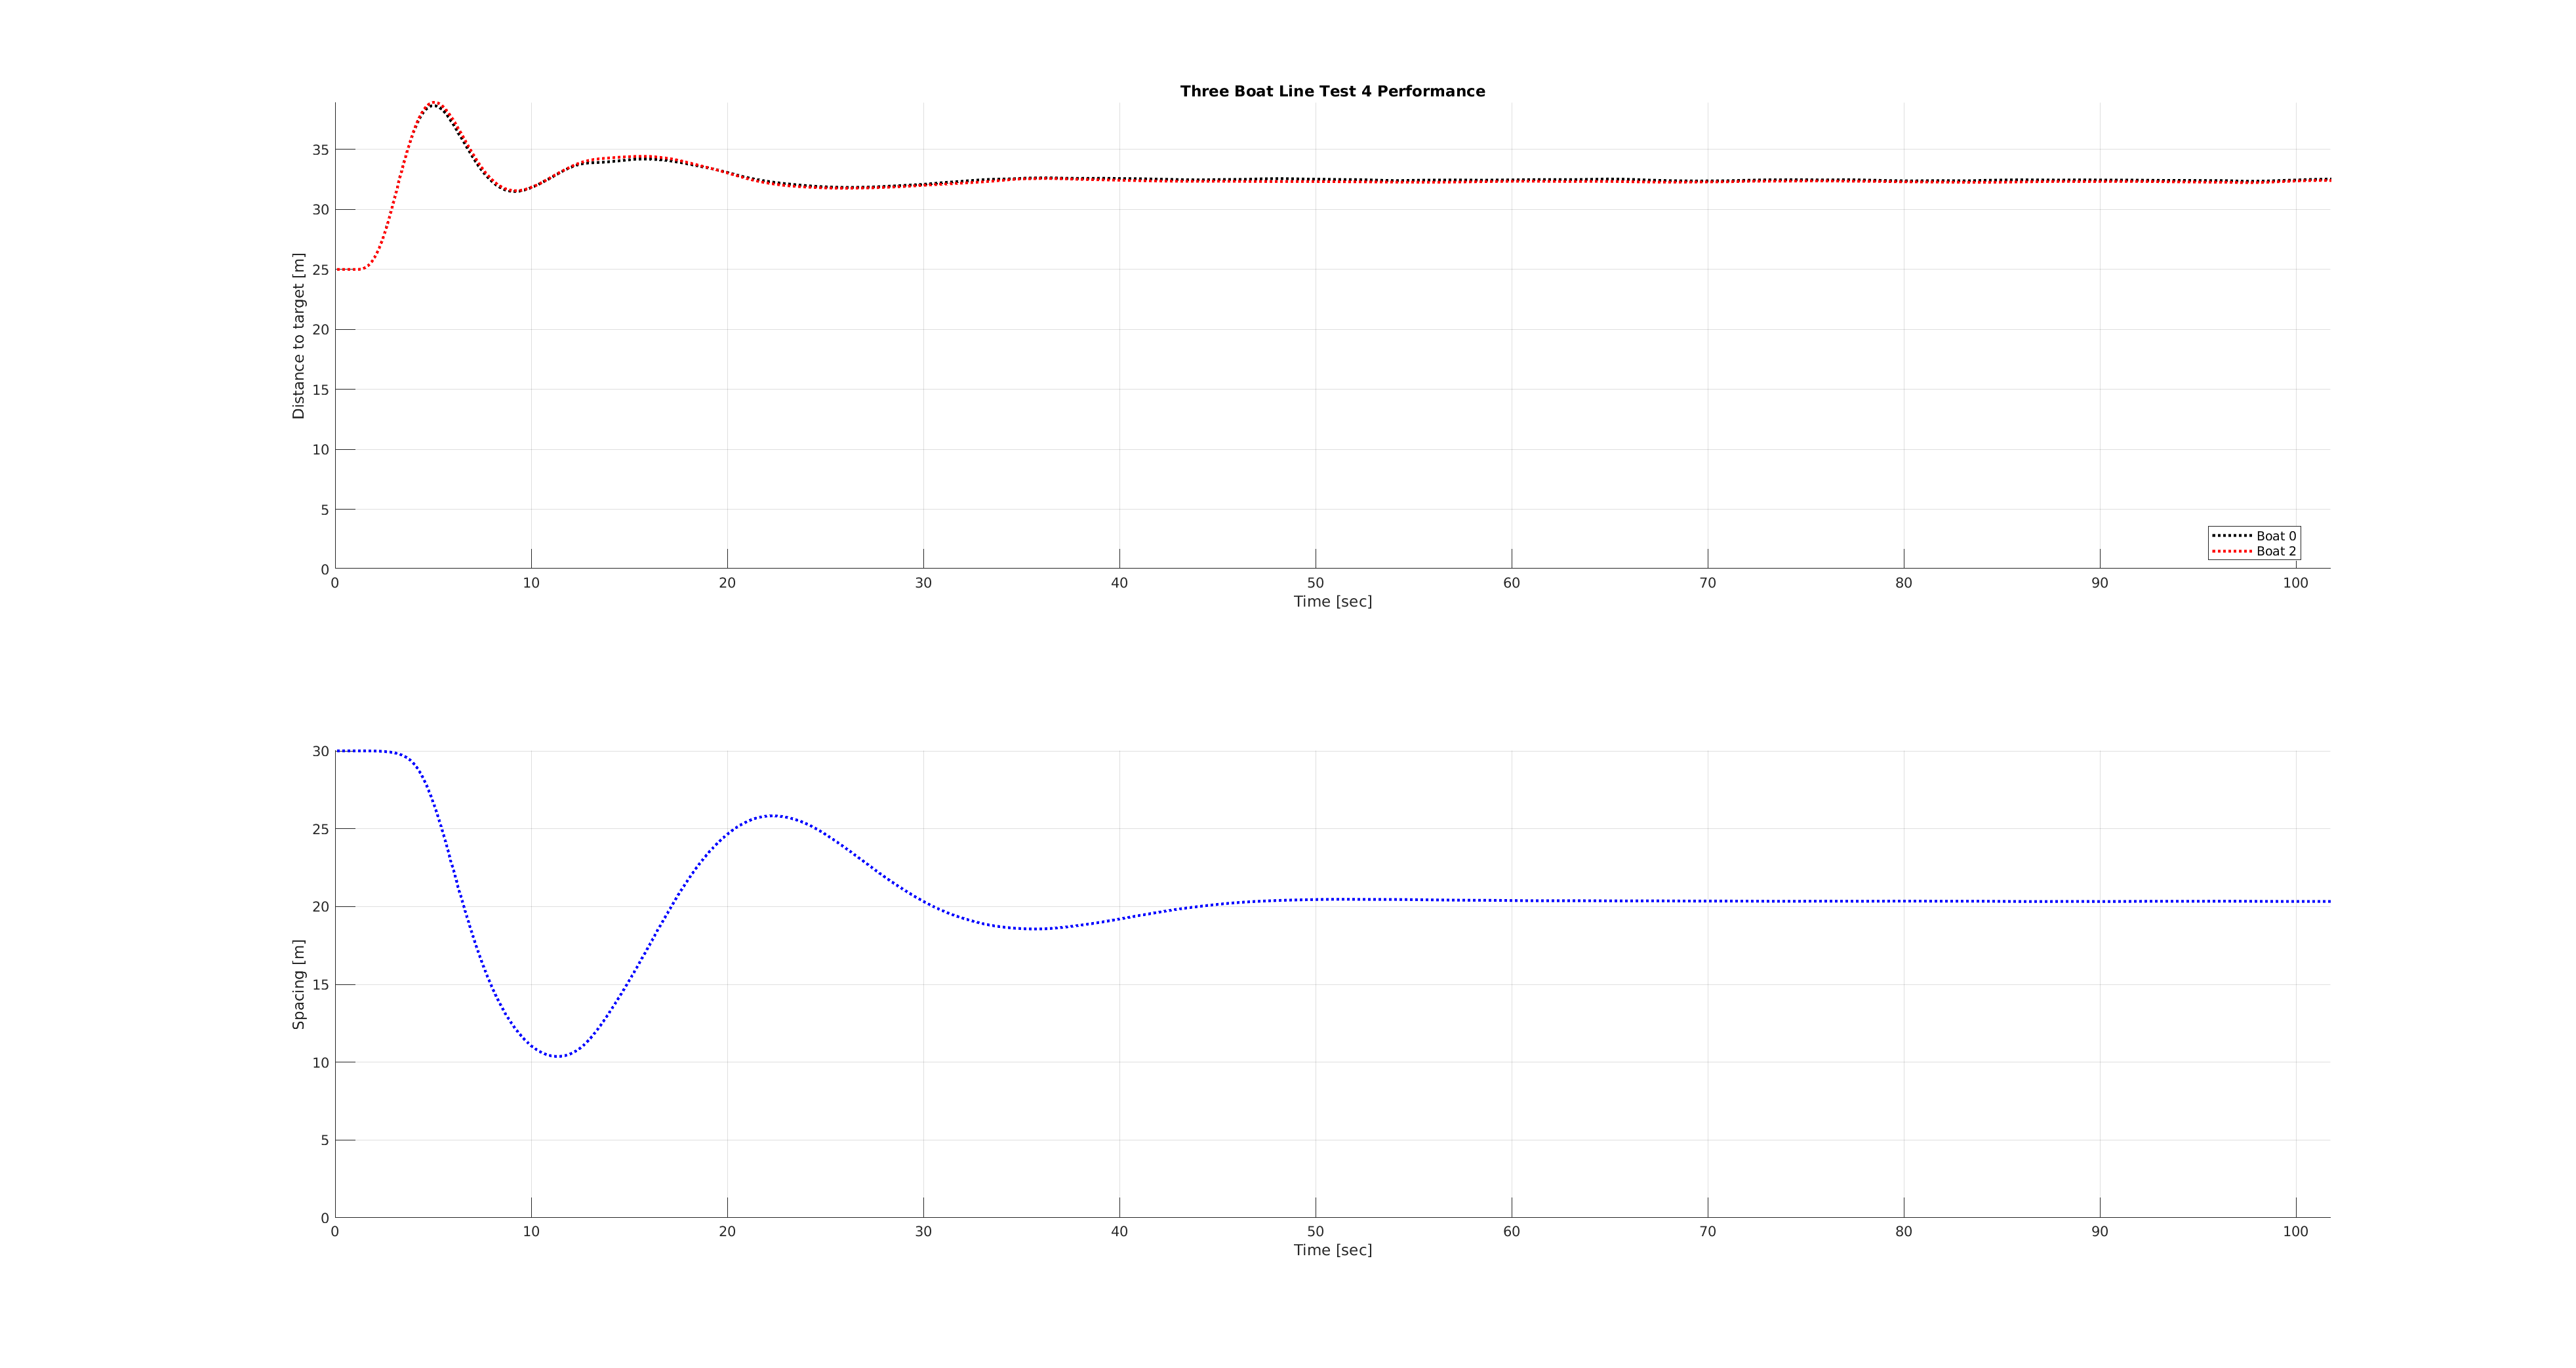 Three Boat Line Test 4 Performance
35
30
25
20
15
10
5
0
Distance to target [m]
0 10 20 30 40 50 60 70 80 90 100
Time [sec]
Boat 0
Boat 2
30
25
20
15
10
5
0
Spacing [m]
0 10 20 30 40 50 60 70 80 90 100
Time [sec]